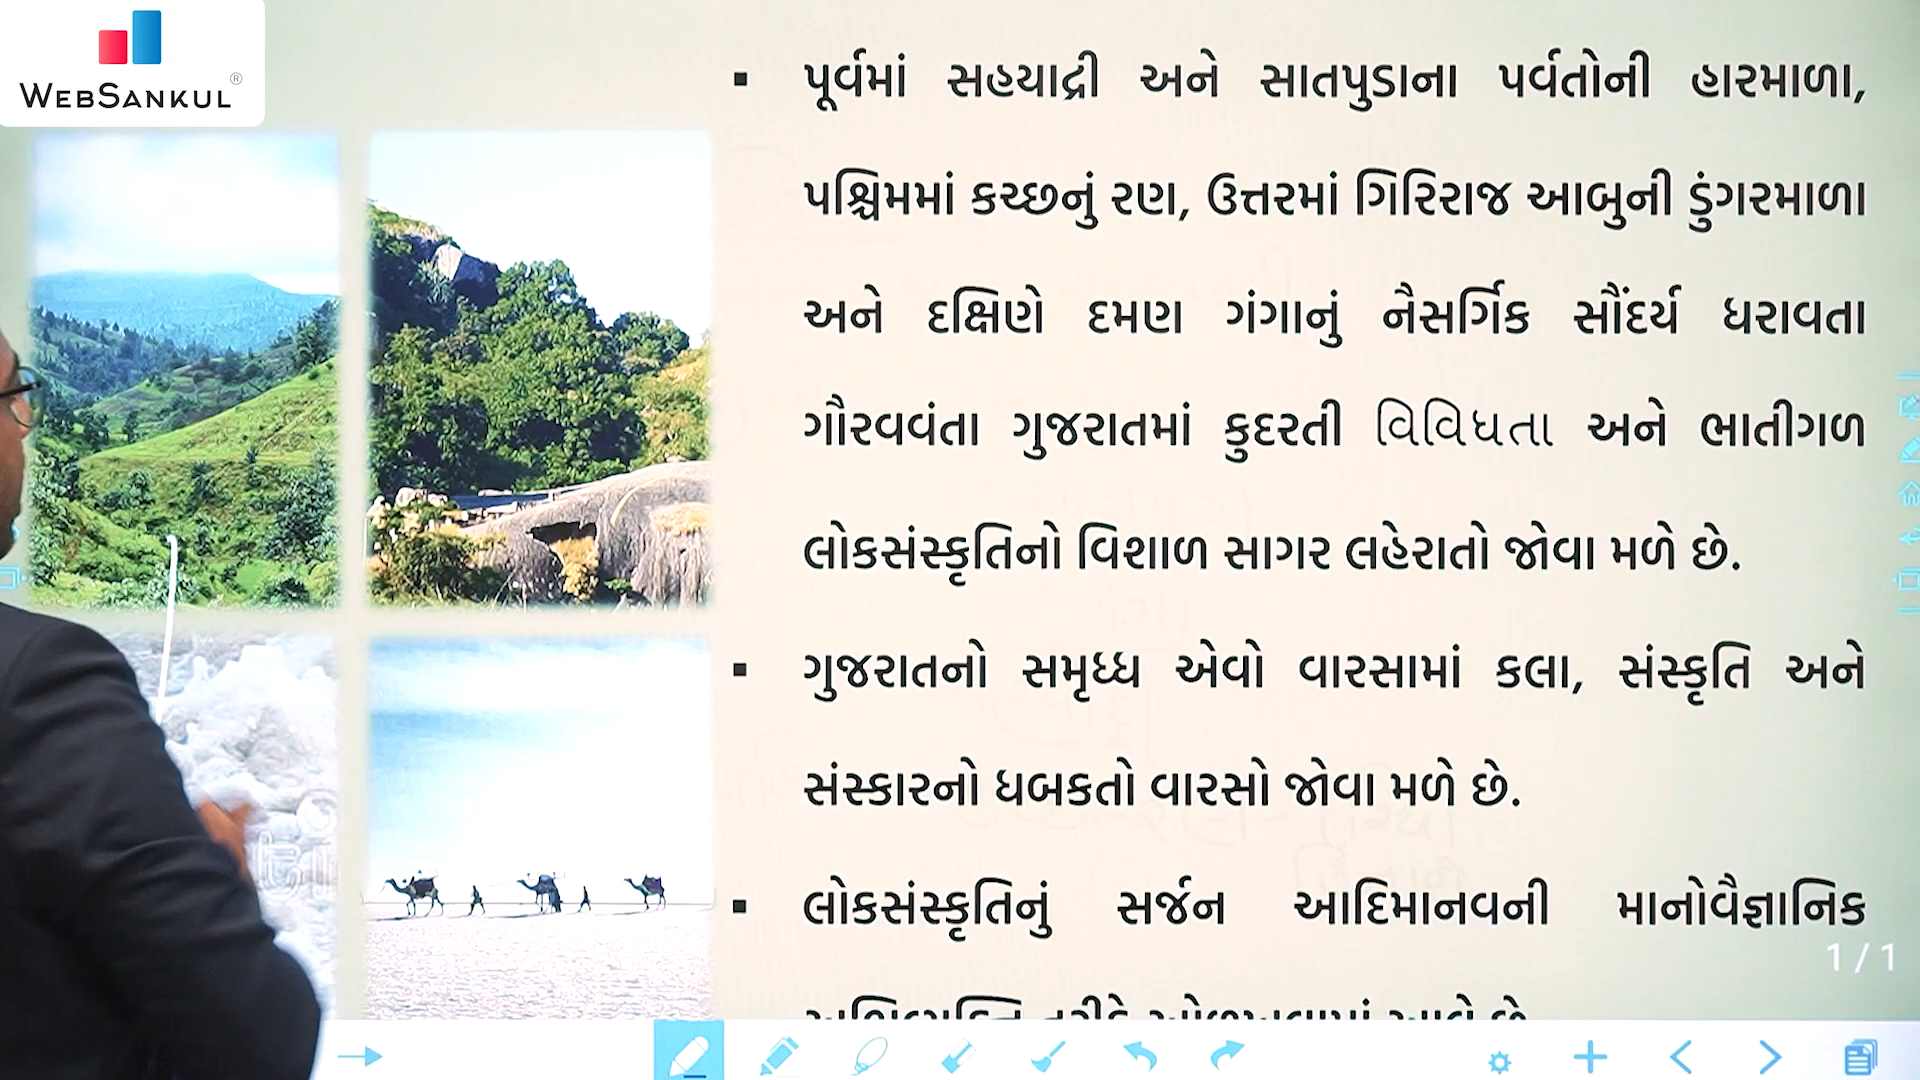 WEBSANKUL®
▪ પૂર્વમાં સહ્યાદ્રી અને સાતપુડાના પર્વતોની હારમાળા,
પશ્ચિમમાં કચ્છનું રણ, ઉત્તરમાં ગિરિરાજ આબુની ડુંગરમાળા
અને દક્ષિણે દમણ ગંગાનું નૈસર્ગિક સૌંદર્ય ધરાવતા
ગૌરવવંતા ગુજરાતમાં કુદરતી વિવિધતા અને ભાતીગળ
લોકસંસ્કૃતિનો વિશાળ સાગર લહેરાતો જોવા મળે છે.
▪ ગુજરાતનો સમૃધ્ધ એવો વારસામાં કલા, સંસ્કૃતિ અને
સંસ્કારનો ધબકતો વારસો જોવા મળે છે.
▪ લોકસંસ્કૃતિનું સર્જન આદિમાનવની માનોવૈજ્ઞાનિક
1 / 1